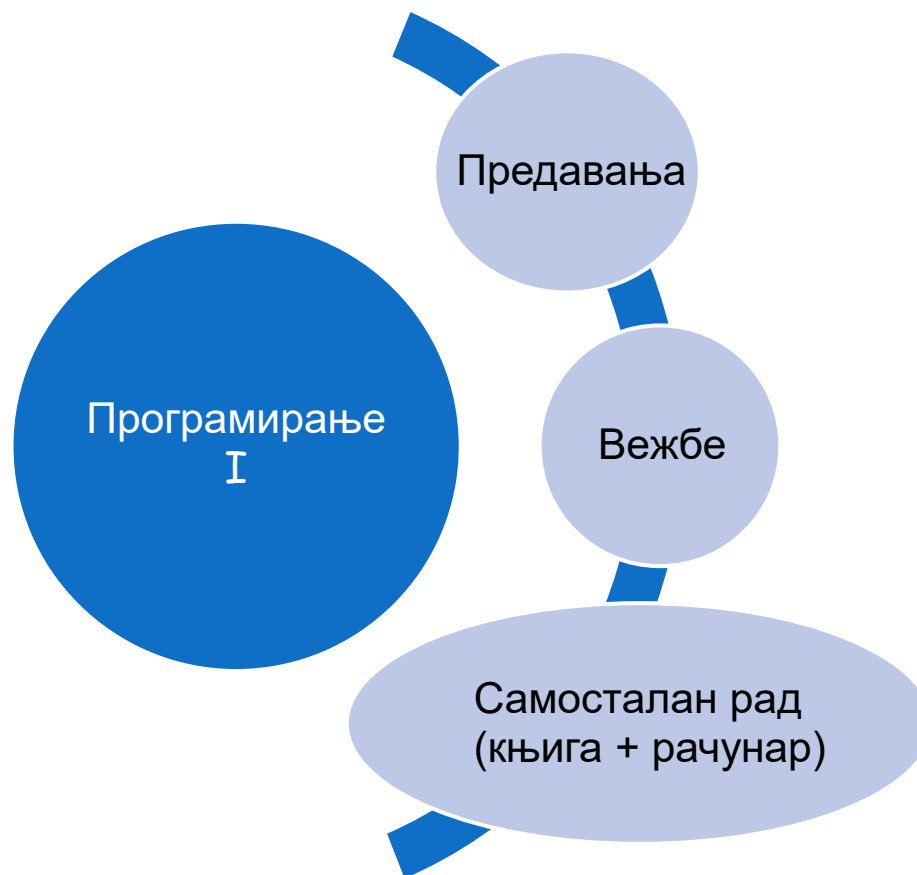 Предавања
Програмирање
I
Вежбе
Самосталан рад
(књига + рачунар)